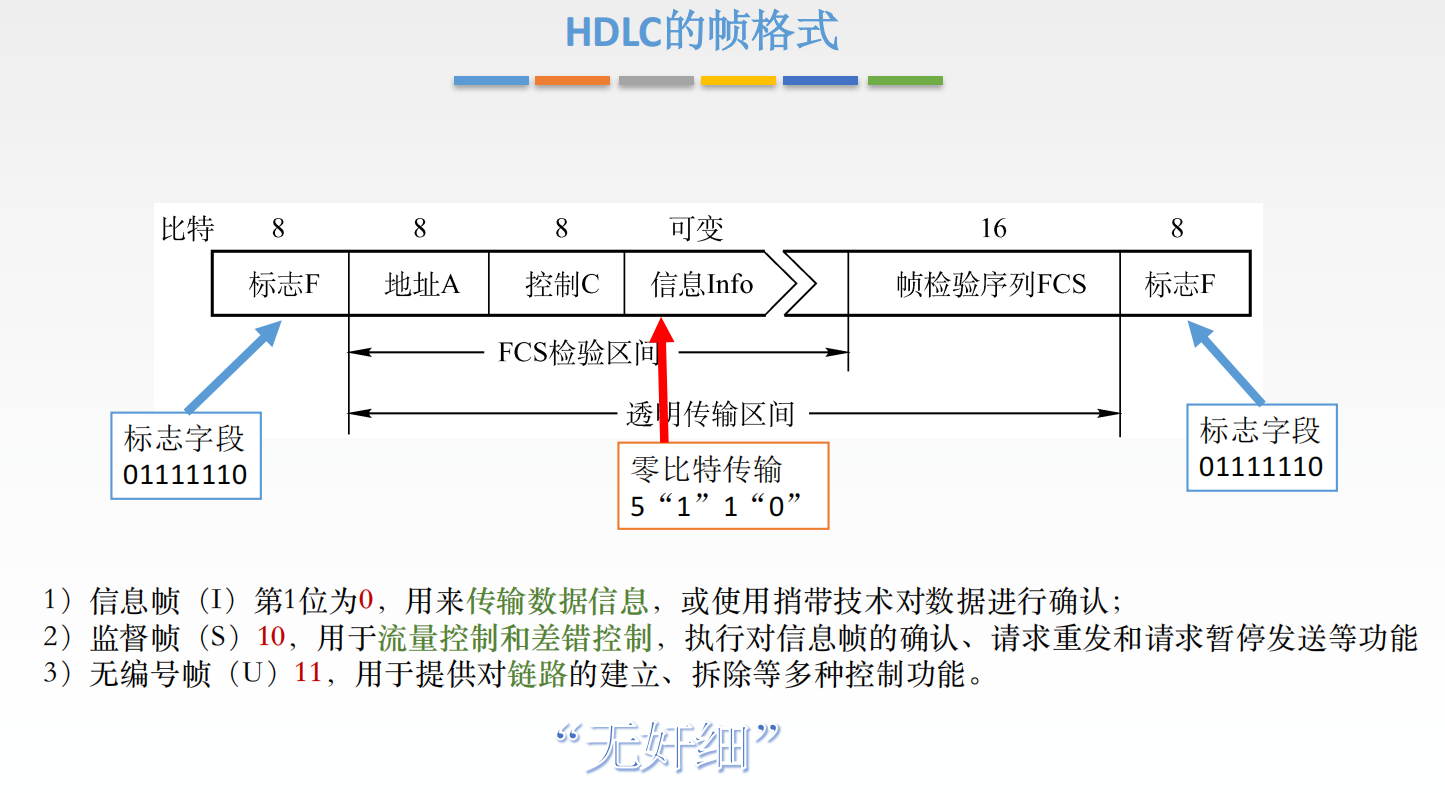 HDLC的帧格式
比特 8 8 8 可变 16 8
标志F 地址A 控制C 信息Info 帧检验序列FCS 标志F
FCS检验区间
透明传输区间
标志字段
01111110
零比特传输
5“1”1“0”
标志字段
01111110
1）信息帧（I）第1位为0，用来传输数据信息，或使用捎带技术对数据进行确认；
2）监督帧（S）10，用于流量控制和差错控制，执行对信息帧的确认、请求重发和请求暂停发送等功能
3）无编号帧（U）11，用于提供对链路的建立、拆除等多种控制功能。
“无奸细”